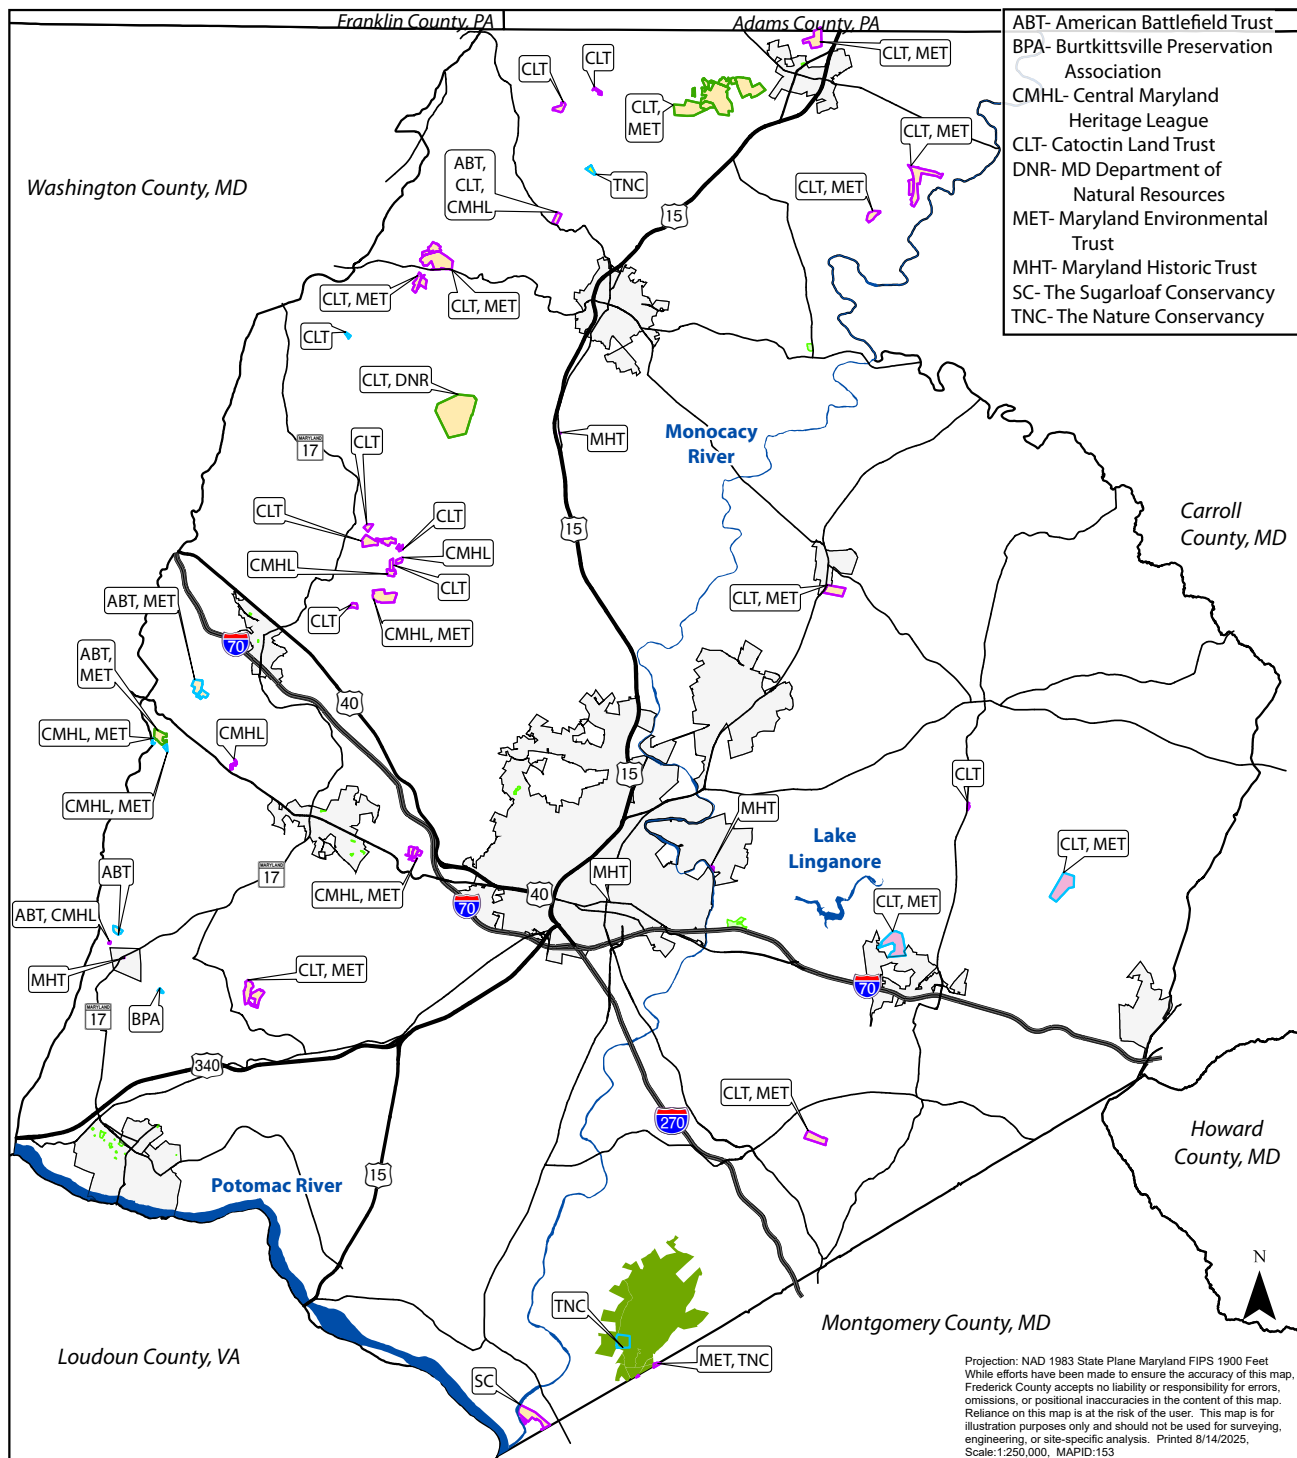 Franklin County, PA
Adams County, PA
ABT- American Battlefield Trust
BPA- Burtkittsville Preservation
Association
CMHL- Central Maryland
Heritage League
CLT- Catoctin Land Trust
DNR- MD Department of
Natural Resources
MET- Maryland Environmental
Trust
MHT- Maryland Historic Trust
SC- The Sugarloaf Conservancy
TNC- The Nature Conservancy
CLT, MET
CLT
CLT
CLT,
MET
CLT, MET
Washington County, MD
ABT,
CLT,
CMHL
TNC
CLT, MET
15
CLT, MET
CLT, MET
CLT
CLT, DNR
MARYLAND
17
CLT
MHT
Monocacy
River
CLT
CLT
15
Carroll
County, MD
CMHL
CMHL
CLT
ABT, MET
CLT, MET
CLT
CMHL, MET
70
ABT,
MET
40
CMHL, MET
CMHL
15
CLT
CMHL, MET
MHT
Lake
Linganore
CLT, MET
ABT
MARYLAND
17
MHT
CMHL, MET
40
70
CLT, MET
ABT, CMHL
MHT
CLT, MET
70
MARYLAND
17
BPA
340
CLT, MET
270
Howard
County, MD
15
Potomac River
N
TNC
Montgomery County, MD
Loudoun County, VA
MET, TNC
SC
Projection: NAD 1983 State Plane Maryland FIPS 1900 Feet
While efforts have been made to ensure the accuracy of this map,
Frederick County accepts no liability or responsibility for errors,
omissions, or positional inaccuracies in the content of this map.
Reliance on this map is at the risk of the user. This map is for
illustration purposes only and should not be used for surveying,
engineering, or site-specific analysis. Printed 8/14/2025,
Scale:1:250,000, MAPID:153